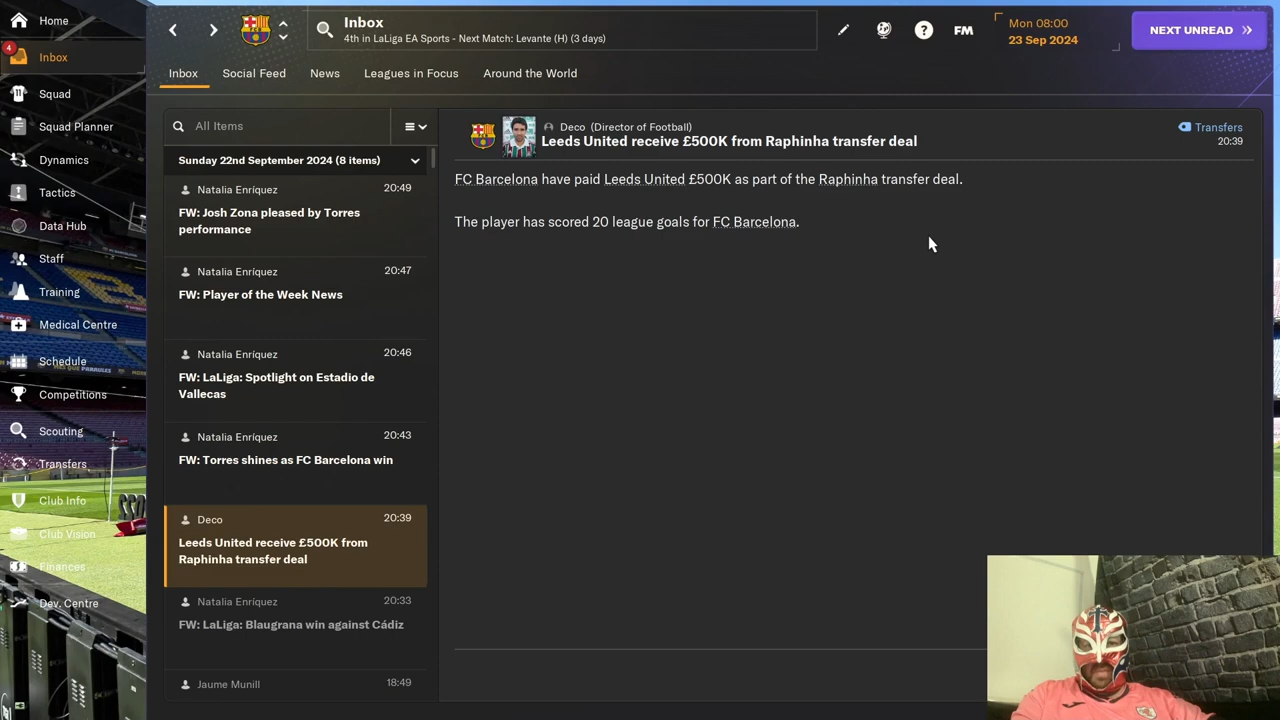 Home
4
Inbox
Squad
Squad Planner
Dynamics
Tactics
Data Hub
Staff
Training
Medical Centre
Schedule
Competitions
Scouting
Transfers
Club Info
Club Vision
Finances
Dev. Centre
Inbox
4th in LaLiga EA Sports - Next Match: Levante (H) (3 days)
FM
Mon 08:00
23 Sep 2024
NEXT UNREAD
Inbox
Social Feed
News
Leagues in Focus
Around the World
All Items
Sunday 22nd September 2024 (8 items)
Natalia Enríquez 20:49
FW: Josh Zona pleased by Torres
performance
Natalia Enríquez 20:47
FW: Player of the Week News
Natalia Enríquez 20:46
FW: LaLiga: Spotlight on Estadio de
Vallecas
Natalia Enríquez 20:43
FW: Torres shines as FC Barcelona win
Deco 20:39
Leeds United receive £500K from
Raphinha transfer deal
Natalia Enríquez 20:33
FW: LaLiga: Blaugrana win against Cádiz
Jaume Munill 18:49
Deco (Director of Football)
Leeds United receive £500K from Raphinha transfer deal
Transfers
20:39
FC Barcelona have paid Leeds United £500K as part of the Raphinha transfer deal.
The player has scored 20 league goals for FC Barcelona.